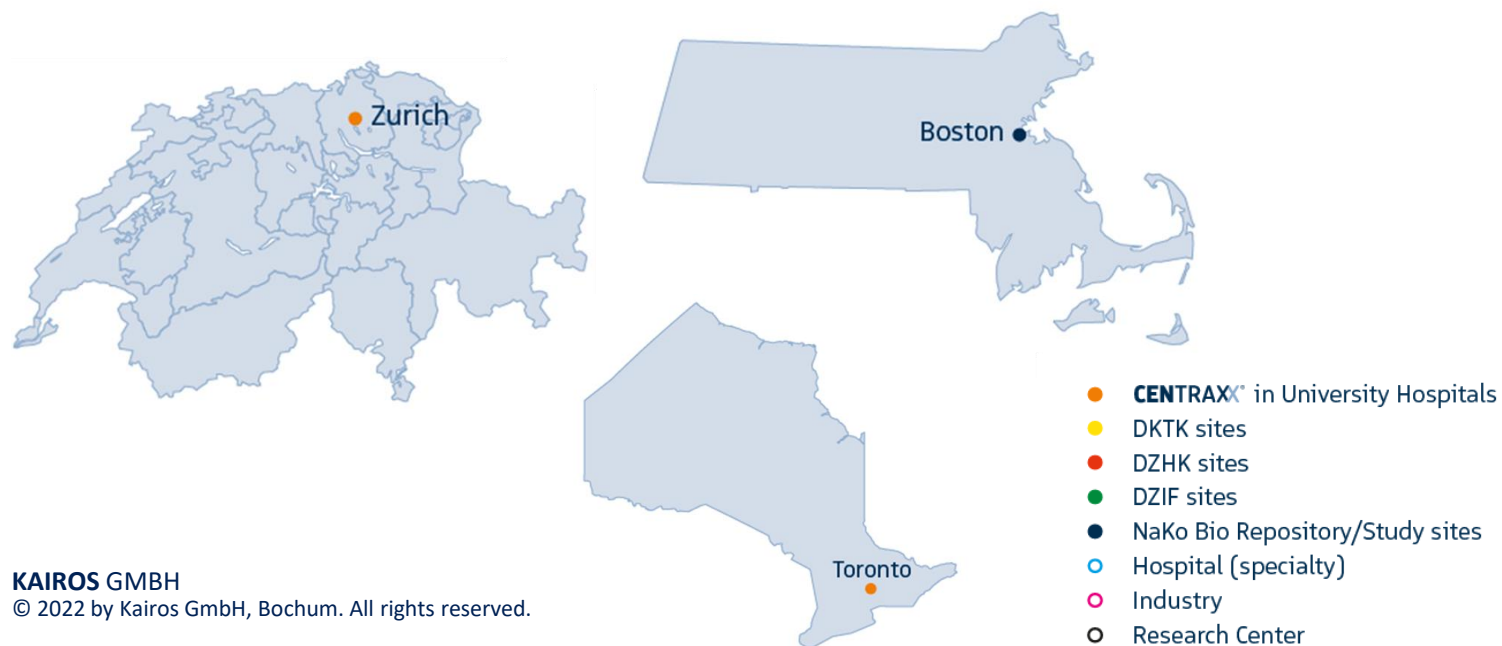 Zurich
Boston
Toronto
CENTRAXX® in University Hospitals
DKTK sites
DZHK sites
DZIF sites
NaKo Bio Repository/Study sites
Hospital (specialty)
Industry
Research Center
KAIROS GMBH
© 2022 by Kairos GmbH, Bochum. All rights reserved.